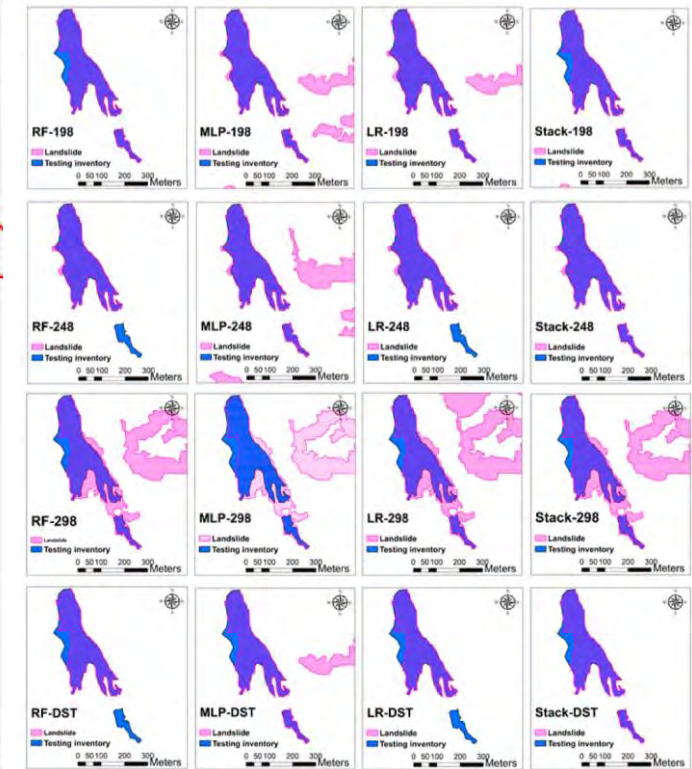 RF-198
Landslide
Testing inventory
0 50 100 200 300
Meters
MLP-198
Landslide
Testing inventory
0 50 100 200 300
Meters
LR-198
Landslide
Testing inventory
0 50 100 200 300
Meters
Stack-198
Landslide
Testing inventory
0 50 100 200 300
Meters
RF-248
Landslide
Testing inventory
0 50 100 200 300
Meters
MLP-248
Landslide
Testing inventory
0 50 100 200 300
Meters
LR-248
Landslide
Testing inventory
0 50 100 200 300
Meters
Stack-248
Landslide
Testing inventory
0 50 100 200 300
Meters
RF-298
Landslide
Testing inventory
0 50 100 200 300
Meters
MLP-298
Landslide
Testing inventory
0 50 100 200 300
Meters
LR-298
Landslide
Testing inventory
0 50 100 200 300
Meters
Stack-298
Landslide
Testing inventory
0 50 100 200 300
Meters
RF-DST
Landslide
Testing inventory
0 50 100 200 300
Meters
MLP-DST
Landslide
Testing inventory
0 50 100 200 300
Meters
LR-DST
Landslide
Testing inventory
0 50 100 200 300
Meters
Stack-DST
Landslide
Testing inventory
0 50 100 200 300
Meters